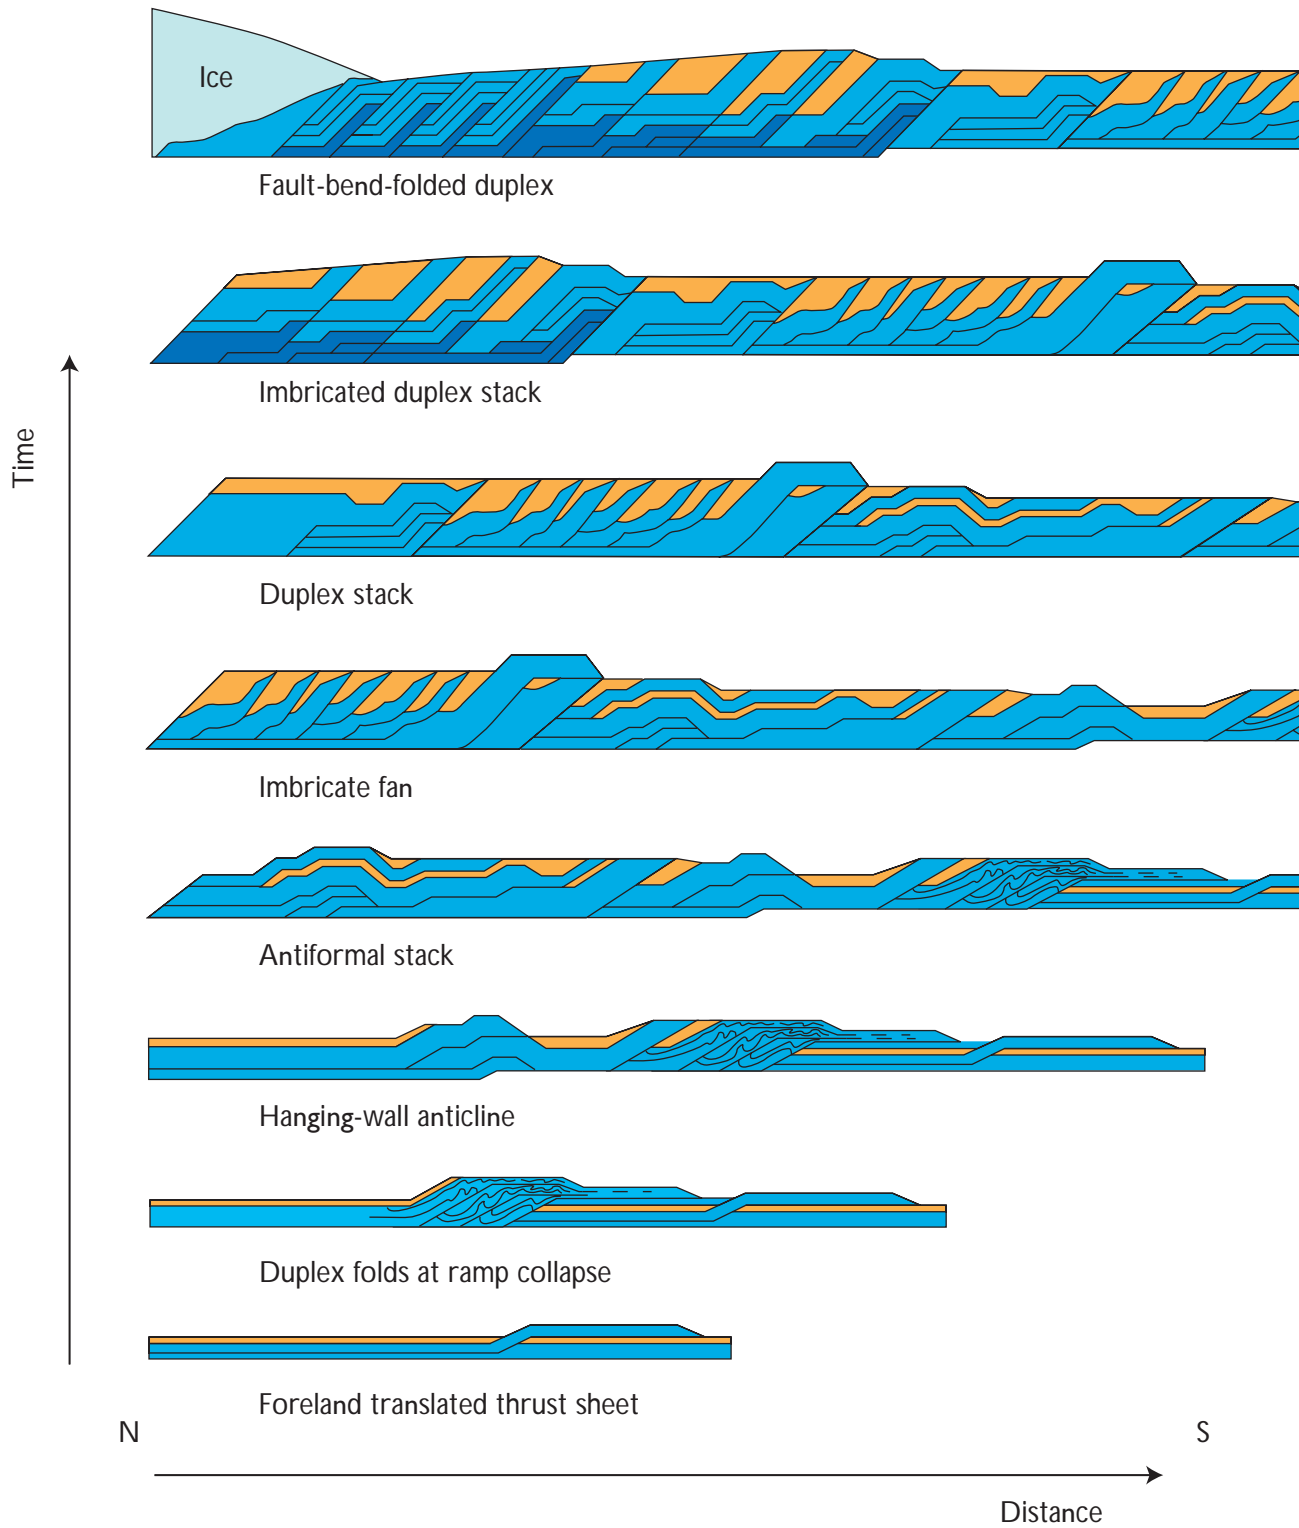 Ice
Fault-bend-folded duplex
Imbricated duplex stack
Time
Duplex stack
Imbricate fan
Antiformal stack
Hanging-wall anticline
Duplex folds at ramp collapse
Foreland translated thrust sheet
N
S
Distance